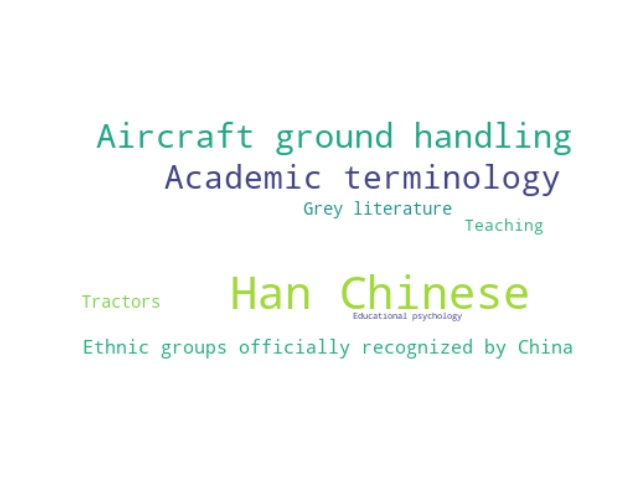 Aircraft ground handling
Academic terminology
Grey literature
Teaching
Tractors
Han Chinese
Educational psychology
Ethnic groups officially recognized by China